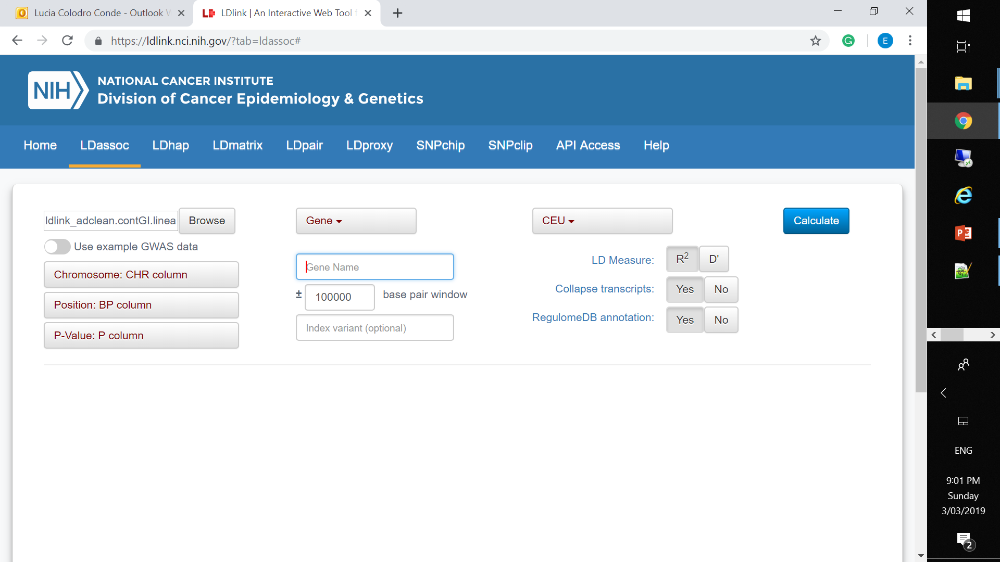 Lucia Colodro Conde - Outlook W
LDlink | An Interactive Web Tool f
https://ldlink.nci.nih.gov/?tab=ldassoc#
E
NIH
NATIONAL CANCER INSTITUTE
Division of Cancer Epidemiology & Genetics
Home LDassoc LDhap LDmatrix LDpair LDproxy SNPchip SNPclip API Access Help
ldlink_adclean.contGI.linea Browse
Use example GWAS data
Chromosome: CHR column
Position: BP column
P-Value: P column
Gene
Gene Name
± 100000 base pair window
Index variant (optional)
CEU
LD Measure: R2 D'
Collapse transcripts: Yes No
RegulomeDB annotation: Yes No
Calculate
ENG
9:01 PM
Sunday
3/03/2019
2